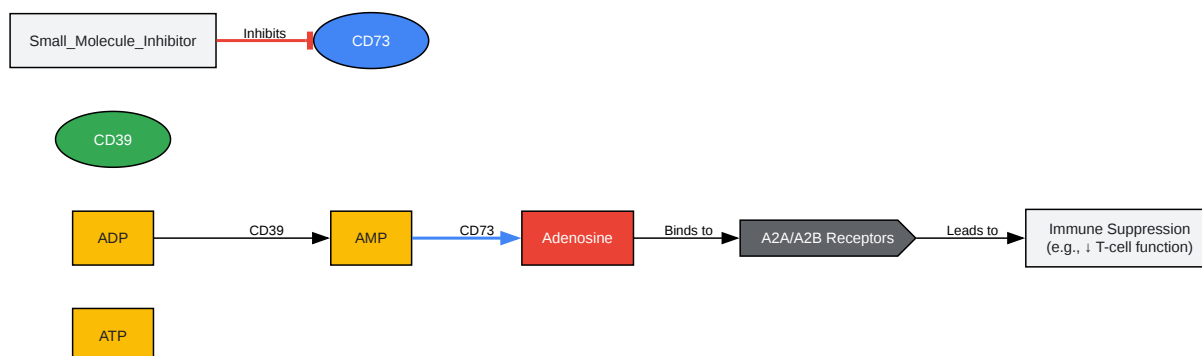 Small_Molecule_Inhibitor
Inhibits
CD73
CD39
ADP
CD39
AMP
CD73
Adenosine
Binds to
A2A/A2B Receptors
Leads to
Immune Suppression
(e.g., ↓ T-cell function)
ATP